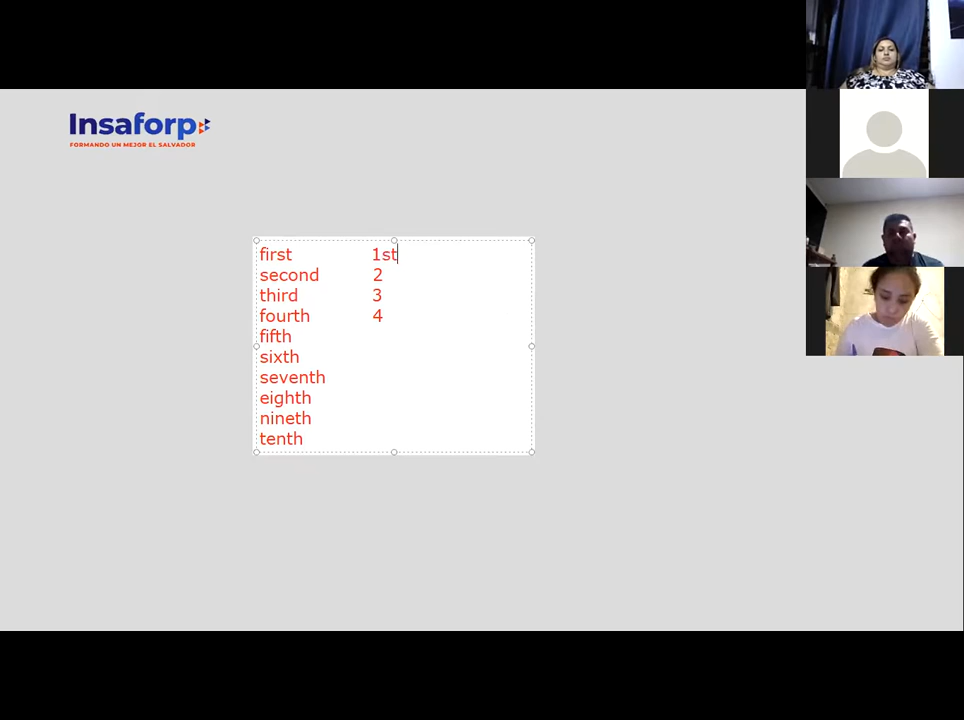 Insaforp
FORMANDO UN MEJOR EL SALVADOR
first 1st
second 2
third 3
fourth 4
fifth
sixth
seventh
eighth
nineth
tenth